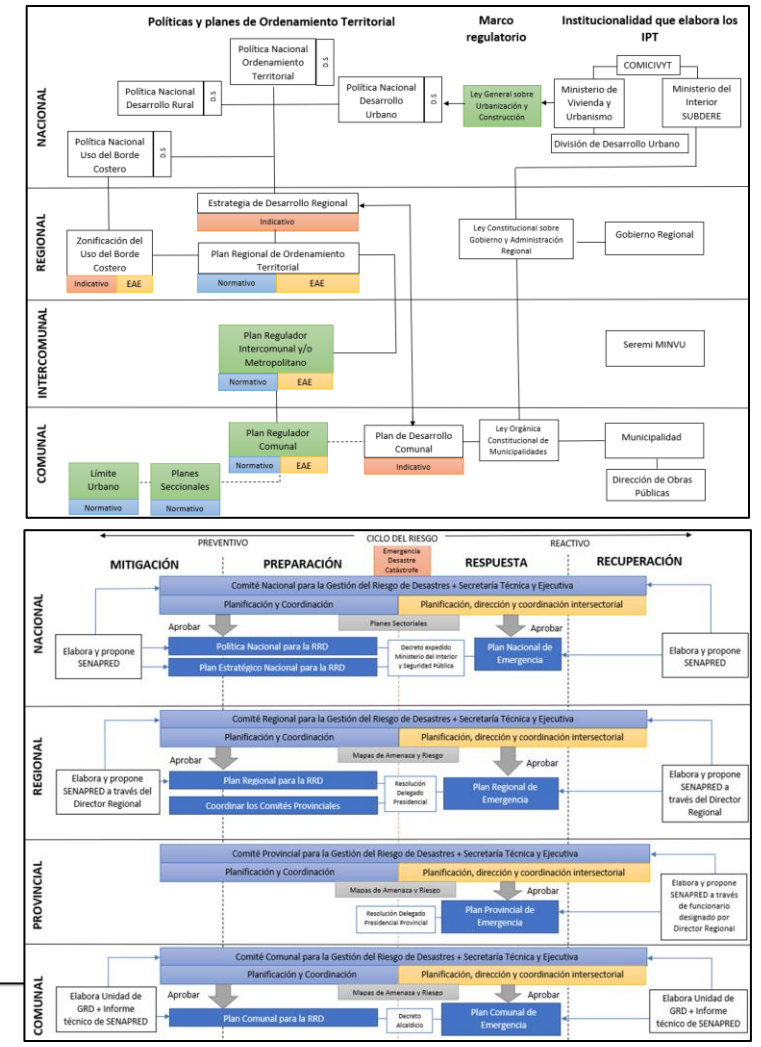 Políticas y planes de Ordenamiento Territorial
Marco
regulatorio
Institucionalidad que elabora los
IPT
NACIONAL
Política Nacional
Ordenamiento
Territorial
D.S
Política Nacional
Desarrollo Rural
D.S
Política Nacional
Desarrollo
Urbano
D.S
Ley General sobre
Urbanización y
Construcción
COMICIVYT
Ministerio de
Vivienda y
Urbanismo
Ministerio del
Interior
SUBDERE
División de Desarrollo Urbano
Política Nacional
Uso del Borde
Costero
D.S
REGIONAL
Estrategia de Desarrollo Regional
Indicativo
Zonificación del
Uso del Borde
Costero
Indicativo
EAE
Plan Regional de Ordenamiento
Territorial
Normativo
EAE
Ley Constitucional sobre
Gobierno y Administración
Regional
Gobierno Regional
INTERCOMUNAL
Plan Regulador
Intercomunal y/o
Metropolitano
Normativo
EAE
Seremi MINVU
COMUNAL
Plan Regulador
Comunal
Normativo
EAE
Plan de Desarrollo
Comunal
Indicativo
Ley Orgánica
Constitucional de
Municipalidades
Municipalidad
Dirección de Obras
Públicas
Límite
Urbano
Normativo
Planes
Seccionales
Normativo
PREVENTIVO
CICLO DEL RIESGO
REACTIVO
MITIGACIÓN
PREPARACIÓN
Emergencia
Desastre
Catástrofe
RESPUESTA
RECUPERACIÓN
NACIONAL
Comité Nacional para la Gestión del Riesgo de Desastres + Secretaría Técnica y Ejecutiva
Planificación y Coordinación
Planificación, dirección y coordinación intersectorial
Planes Sectoriales
Aprobar
Aprobar
Elabora y propone
SENAPRED
Política Nacional para la RRD
Plan Estratégico Nacional para la RRD
Decreto expedido
Ministerio del Interior
y Seguridad Pública
Plan Nacional de
Emergencia
Elabora y propone
SENAPRED
REGIONAL
Comité Regional para la Gestión del Riesgo de Desastres + Secretaría Técnica y Ejecutiva
Planificación y Coordinación
Planificación, dirección y coordinación intersectorial
Mapas de Amenaza y Riesgo
Aprobar
Aprobar
Elabora y propone
SENAPRED a través del
Director Regional
Plan Regional para la RRD
Coordinar los Comités Provinciales
Resolución
Delegado
Presidencial
Plan Regional de
Emergencia
Elabora y propone
SENAPRED a
través del Director
Regional
PROVINCIAL
Comité Provincial para la Gestión del Riesgo de Desastres + Secretaría Técnica y Ejecutiva
Planificación y Coordinación
Planificación, dirección y coordinación intersectorial
Mapas de Amenaza y Riesgo
Aprobar
Resolución Delegado
Presidencial Provincial
Plan Provincial de
Emergencia
Elabora y propone
SENAPRED a través
de funcionario
designado por
Director Regional
COMUNAL
Comité Comunal para la Gestión del Riesgo de Desastres + Secretaría Técnica y Ejecutiva
Planificación y Coordinación
Planificación, dirección y coordinación intersectorial
Mapas de Amenaza y Riesgo
Aprobar
Aprobar
Elabora Unidad de
GRD + Informe
técnico de SENAPRED
Plan Comunal para la RRD
Decreto
Alcaldicio
Plan Comunal de
Emergencia
Elabora Unidad de
GRD + Informe
técnico de SENAPRED